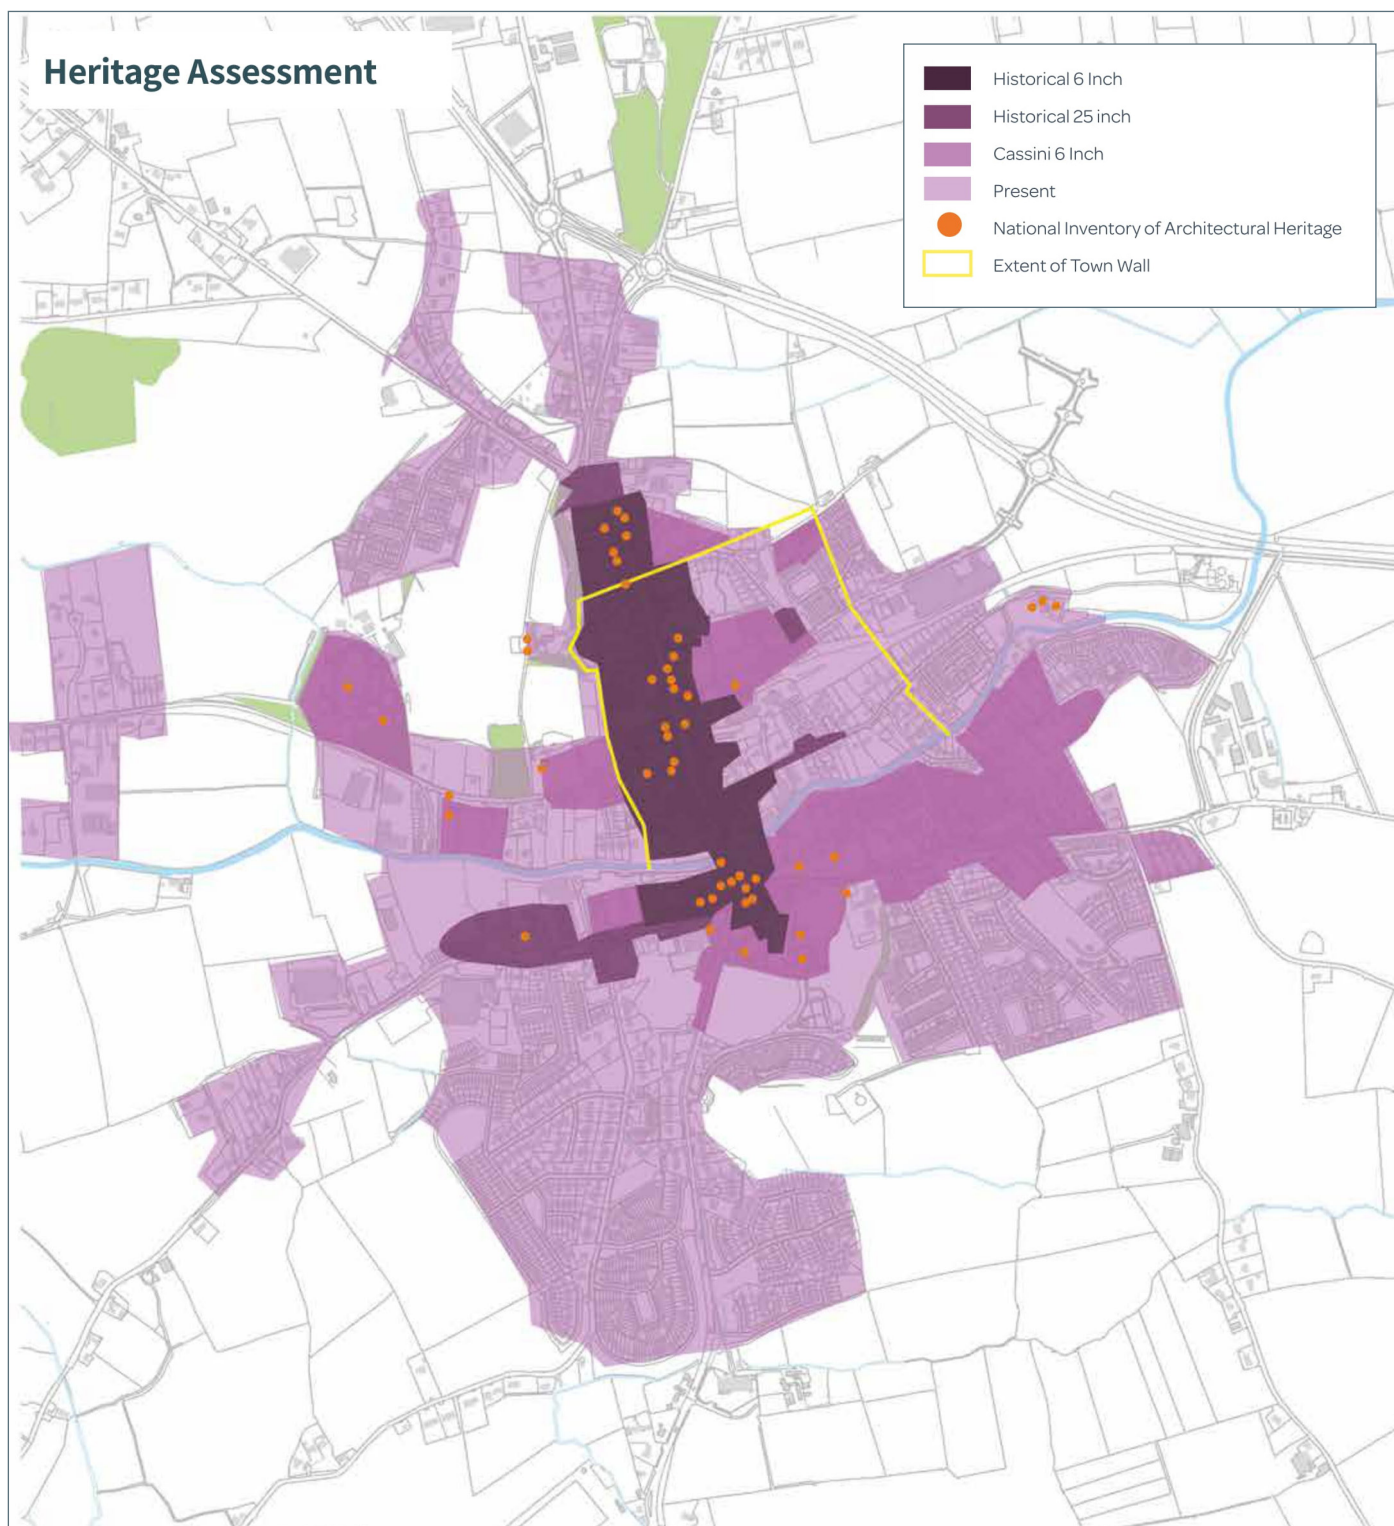 Heritage Assessment
Historical 6 Inch
Historical 25 inch
Cassini 6 Inch
Present
National Inventory of Architectural Heritage
Extent of Town Wall